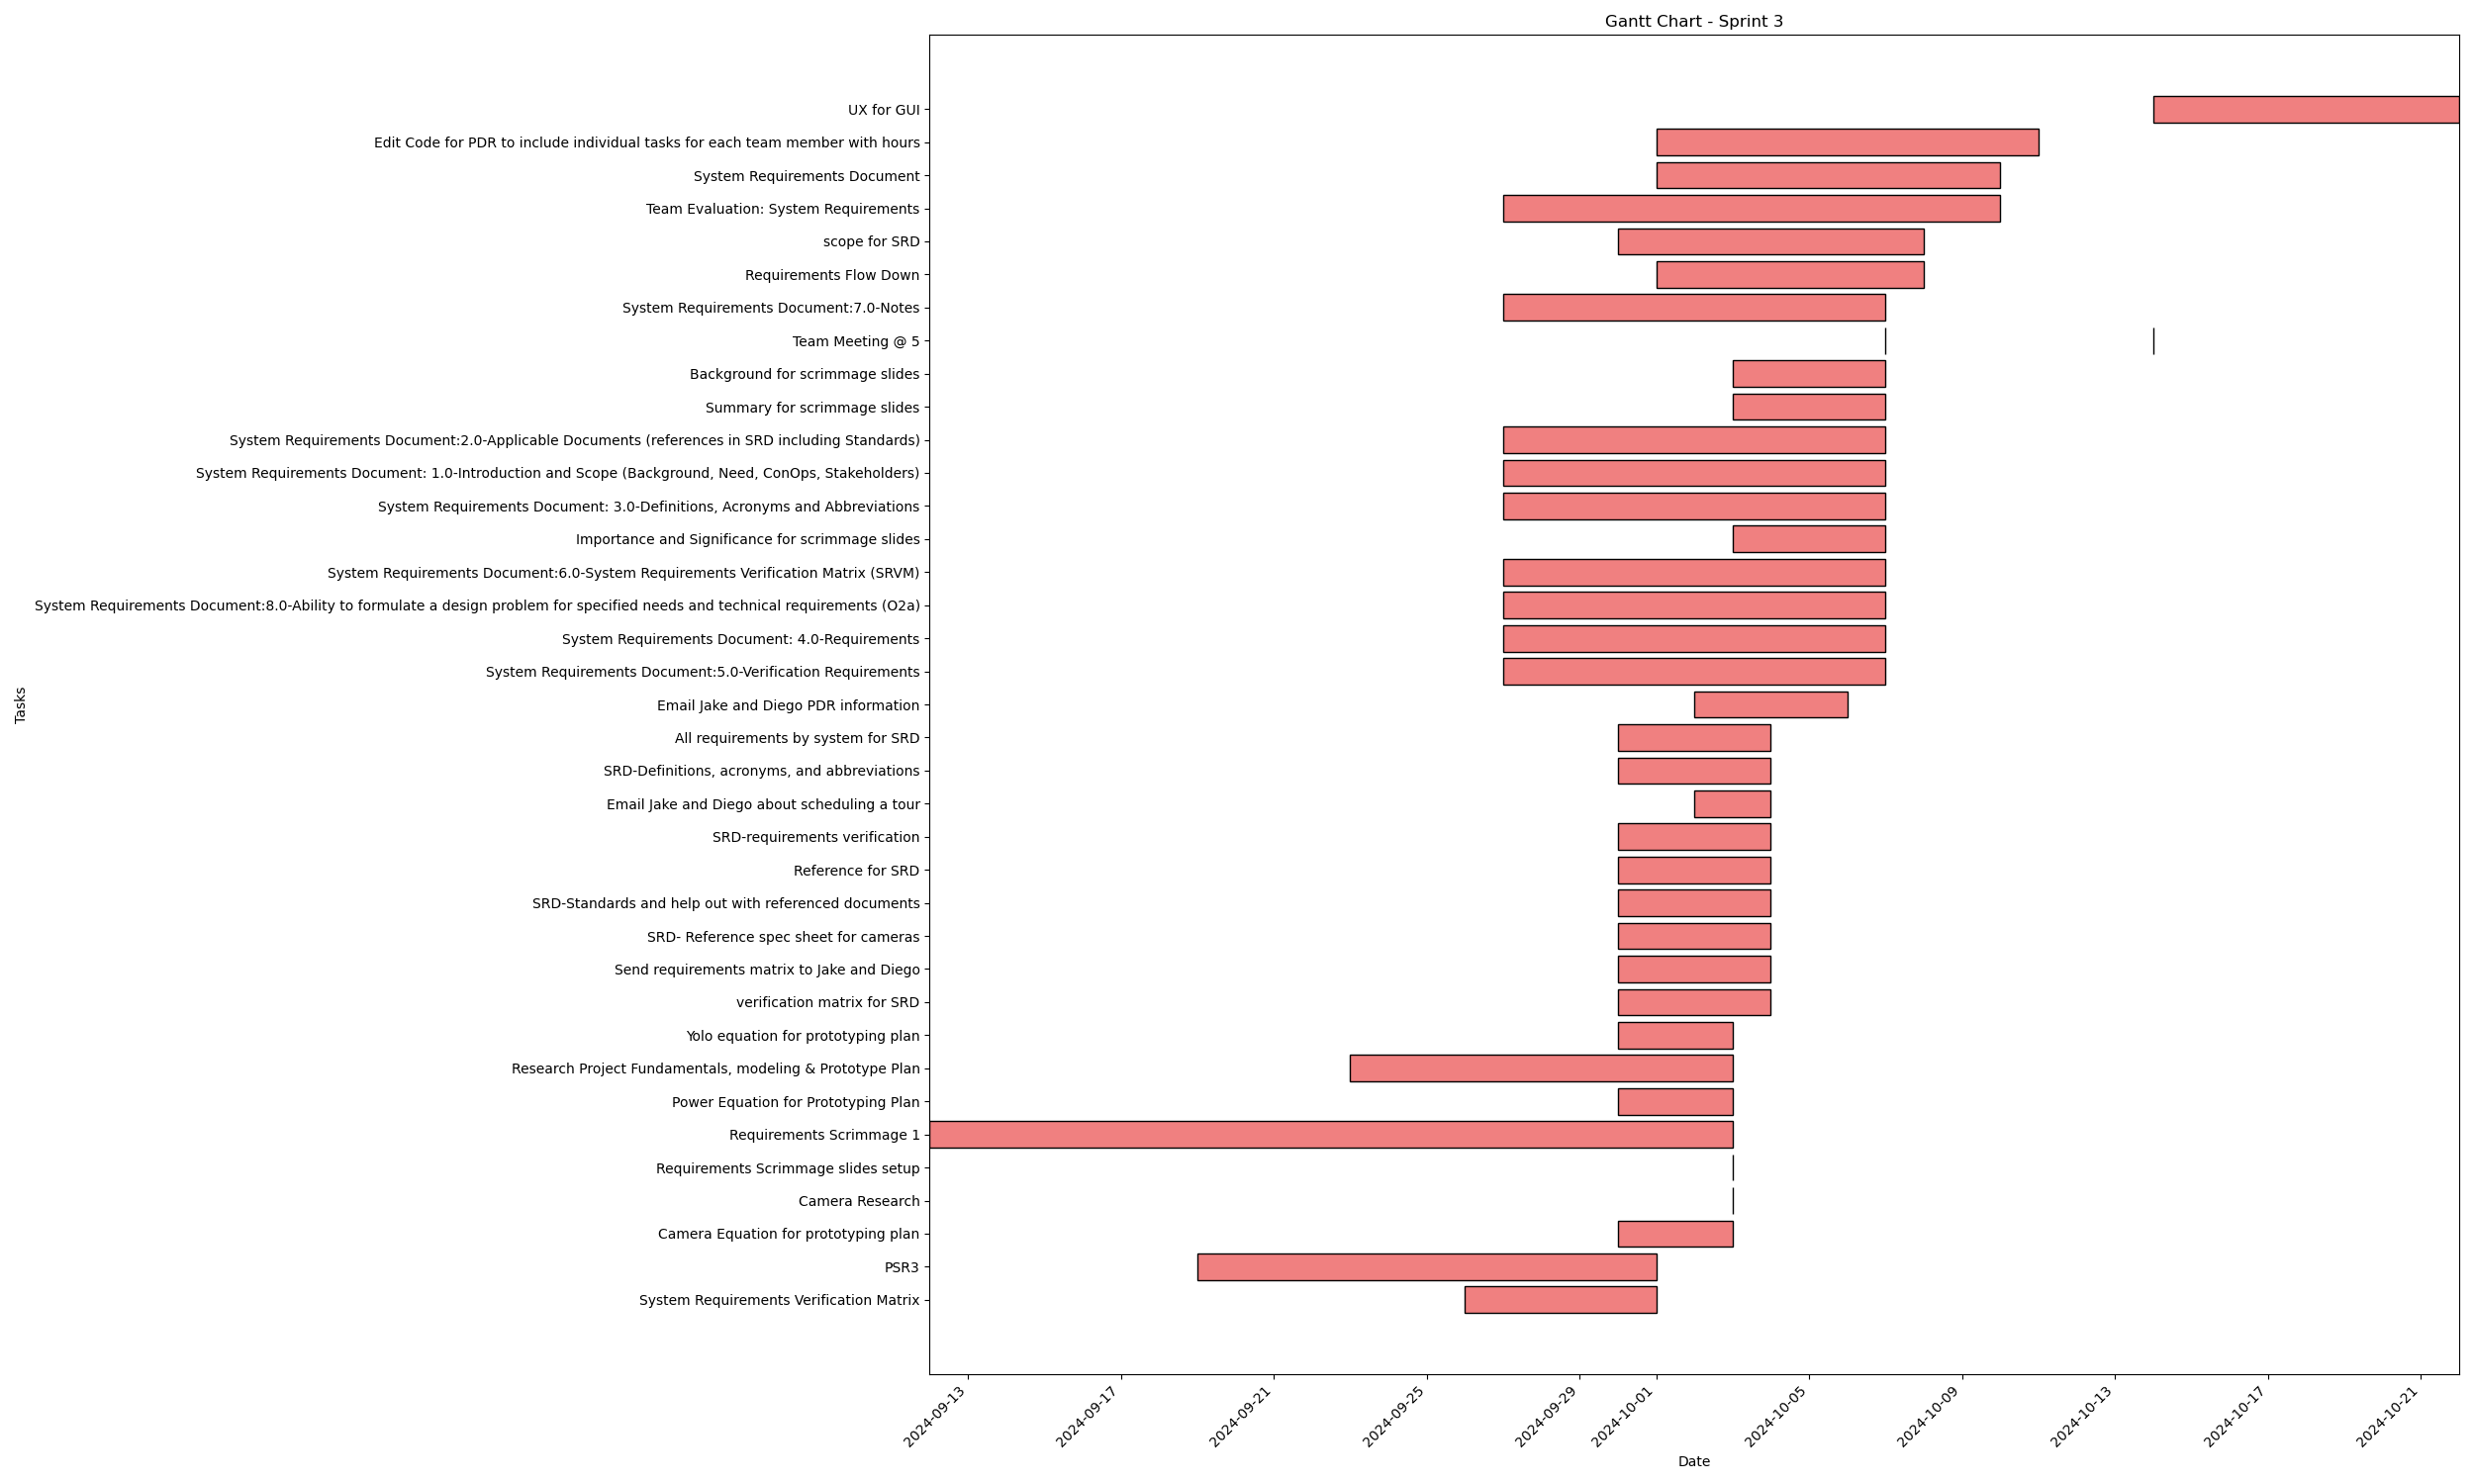 Gantt Chart - Sprint 3
UX for GUI
Edit Code for PDR to include individual tasks for each team member with hours
System Requirements Document
Team Evaluation: System Requirements
scope for SRD
Requirements Flow Down
System Requirements Document:7.0-Notes
Team Meeting @ 5
Background for scrimmage slides
Summary for scrimmage slides
System Requirements Document:2.0-Applicable Documents (references in SRD including Standards)
System Requirements Document: 1.0-Introduction and Scope (Background, Need, ConOps, Stakeholders)
System Requirements Document: 3.0-Definitions, Acronyms and Abbreviations
Importance and Significance for scrimmage slides
System Requirements Document:6.0-System Requirements Verification Matrix (SRVM)
System Requirements Document:8.0-Ability to formulate a design problem for specified needs and technical requirements (O2a)
System Requirements Document: 4.0-Requirements
System Requirements Document:5.0-Verification Requirements
Email Jake and Diego PDR information
All requirements by system for SRD
SRD-Definitions, acronyms, and abbreviations
Email Jake and Diego about scheduling a tour
SRD-requirements verification
Reference for SRD
SRD-Standards and help out with referenced documents
SRD- Reference spec sheet for cameras
Send requirements matrix to Jake and Diego
verification matrix for SRD
Yolo equation for prototyping plan
Research Project Fundamentals, modeling & Prototype Plan
Power Equation for Prototyping Plan
Requirements Scrimmage 1
Requirements Scrimmage slides setup
Camera Research
Camera Equation for prototyping plan
PSR3
System Requirements Verification Matrix
Tasks
2024-09-13
2024-09-17
2024-09-21
2024-09-25
2024-09-29
2024-10-01
2024-10-05
2024-10-09
2024-10-13
2024-10-17
2024-10-21
Date